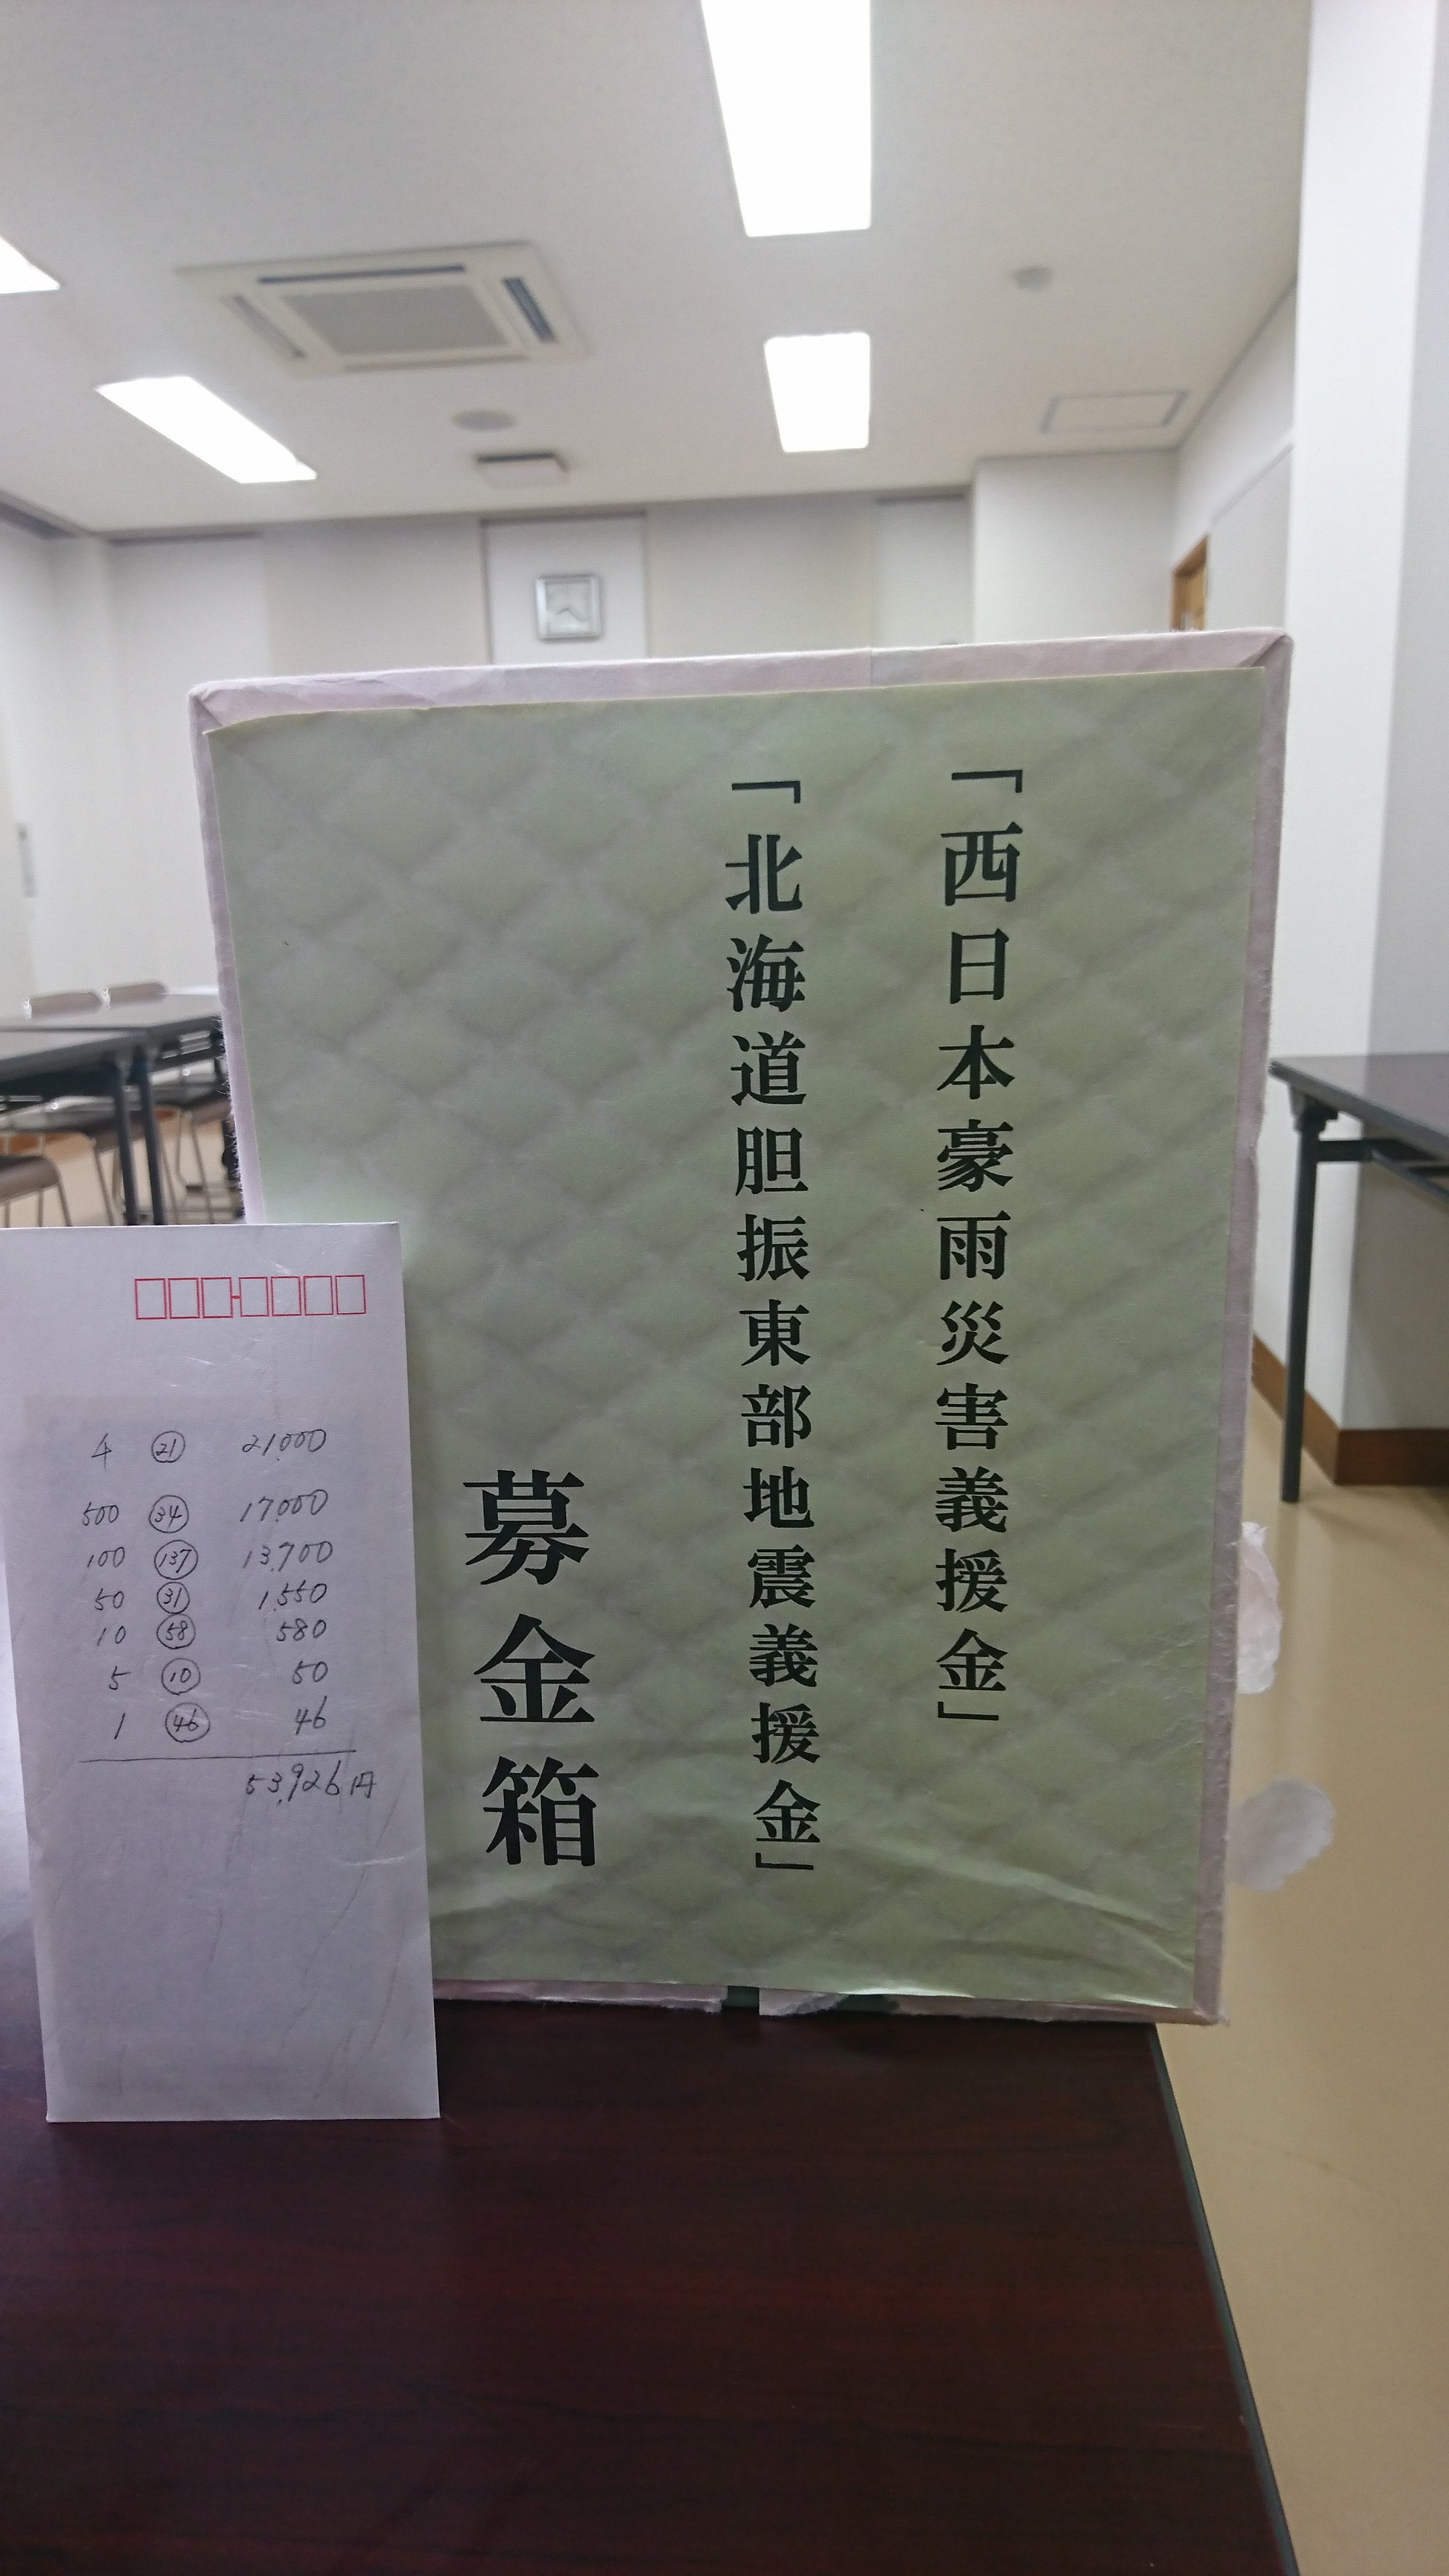 「西日本豪雨災害義援金」
「北海道胆振東部地震義援金」
募金箱
千 21 21,000
500 34 17,000
100 137 13,700
50 31 1,550
10 58 580
5 10 50
1 46 46
53,926円